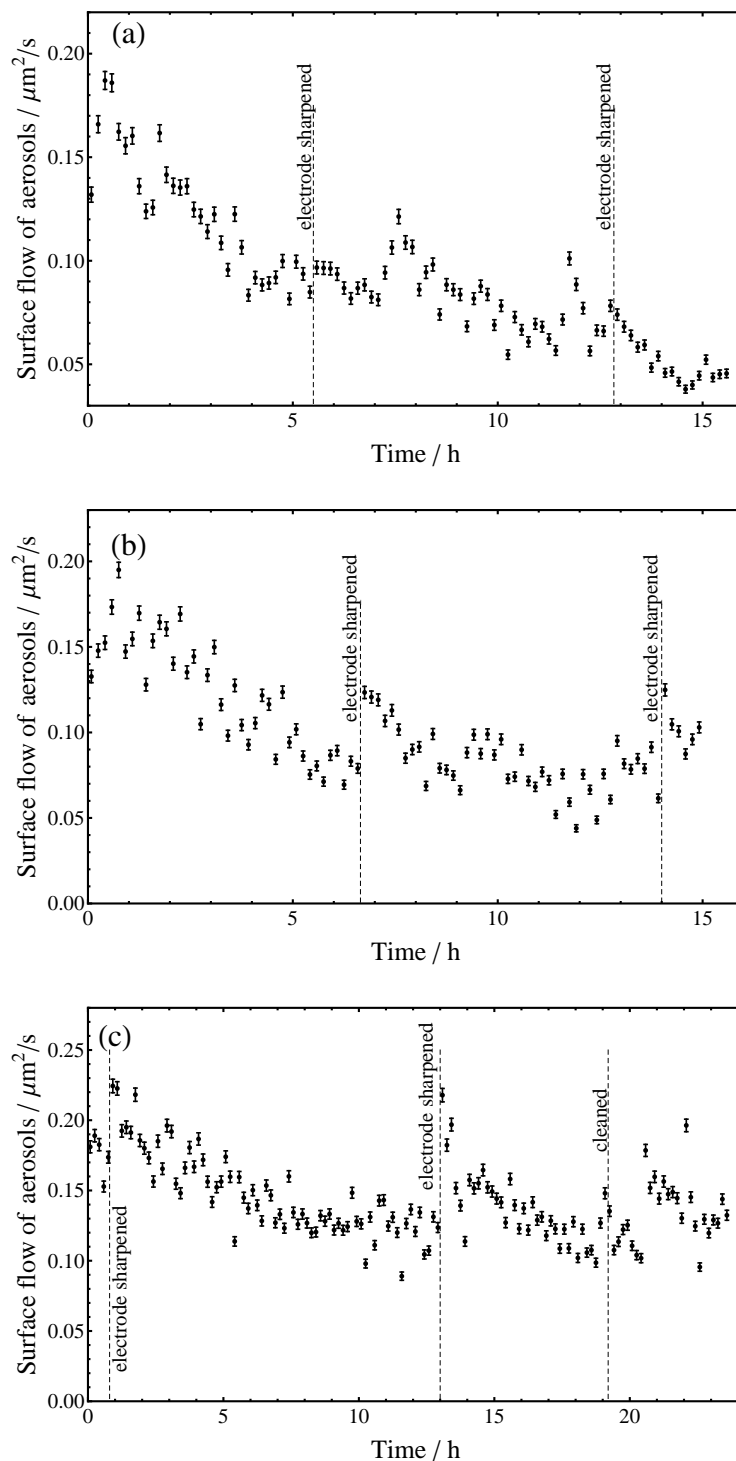 (a)
Surface flow of aerosols / μm²/s
0.20
0.15
0.10
0.05
electrode sharpened
electrode sharpened
0
5
10
15
Time / h
(b)
Surface flow of aerosols / μm²/s
0.20
0.15
0.10
0.05
0.00
electrode sharpened
electrode sharpened
0
5
10
15
Time / h
(c)
Surface flow of aerosols / μm²/s
0.25
0.20
0.15
0.10
0.05
0.00
electrode sharpened
electrode sharpened
cleaned
0
5
10
15
20
Time / h